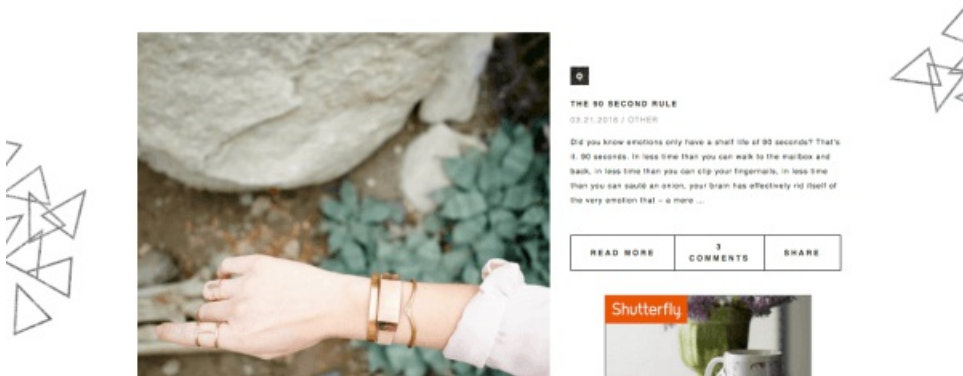 THE 90 SECOND RULE
03.21.2016 / OTHER
Did you know emotions only have a shelf life of 90 seconds? That's
it. 90 seconds. In less time than you can walk to the mailbox and
back, in less time than you can clip your fingernails, in less time
than you can sauté an onion, your brain has effectively rid itself of
the very emotion that – a mere ...
READ MORE
3
COMMENTS
SHARE
Shutterfly